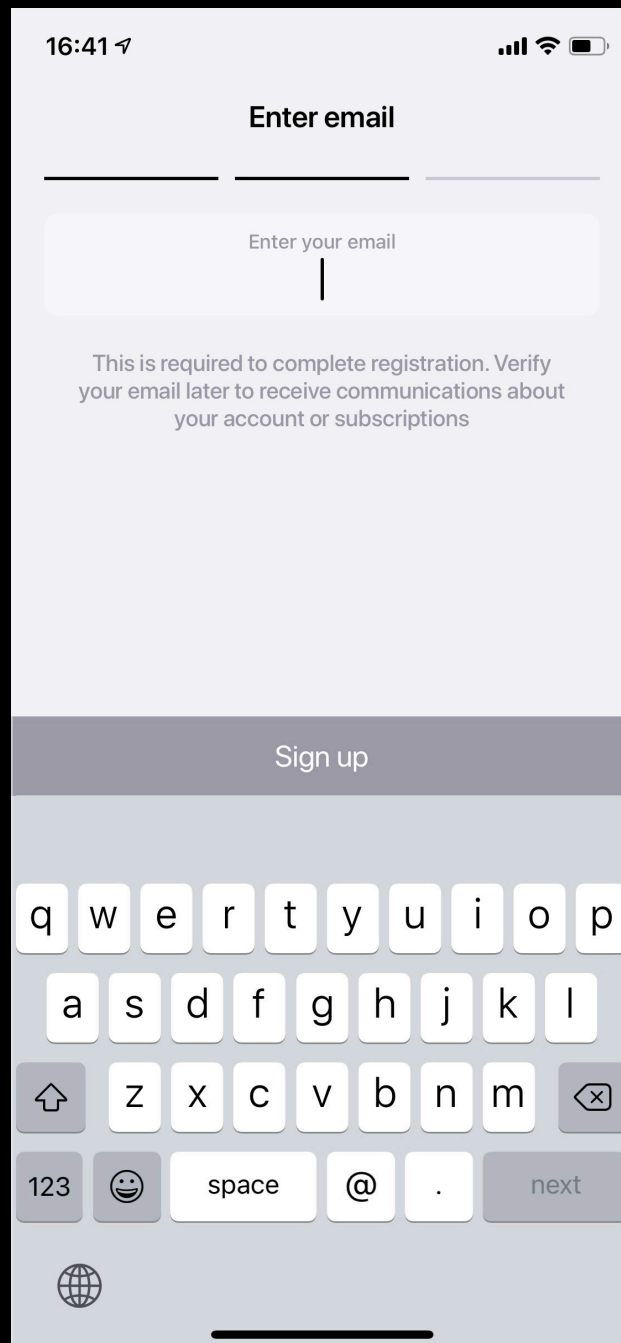 16:41
Enter email
Enter your email
This is required to complete registration. Verify
your email later to receive communications about
your account or subscriptions
Sign up
q w e r t y u i o p
a s d f g h j k l
z x c v b n m
123 space @ . next